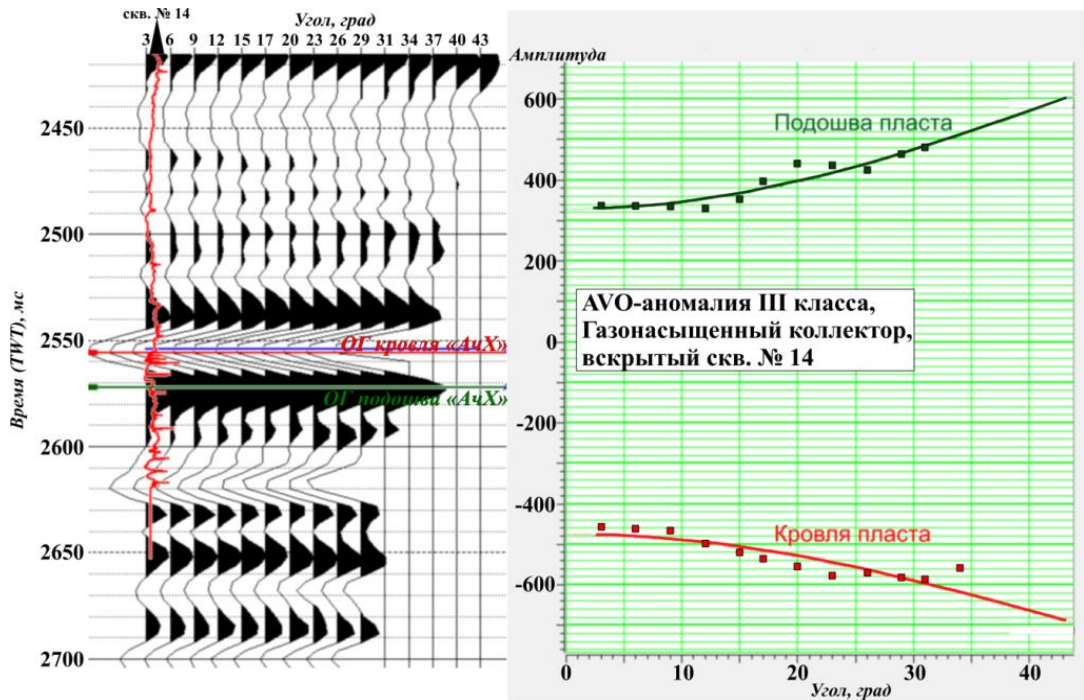 скв. № 14
Угол, град
3 6 9 12 15 17 20 23 26 29 31 34 37 40 43
Время (TWT), мс
2450
2500
2550
2600
2650
2700
ОГ кровля «АчХ»
ОГ подошва «АчХ»
Амплитуда
600
400
200
0
-200
-400
-600
Подошва пласта
AVO-аномалия III класса,
Газонасыщенный коллектор,
вскрытый скв. № 14
Кровля пласта
0 10 20 30 40
Угол, град